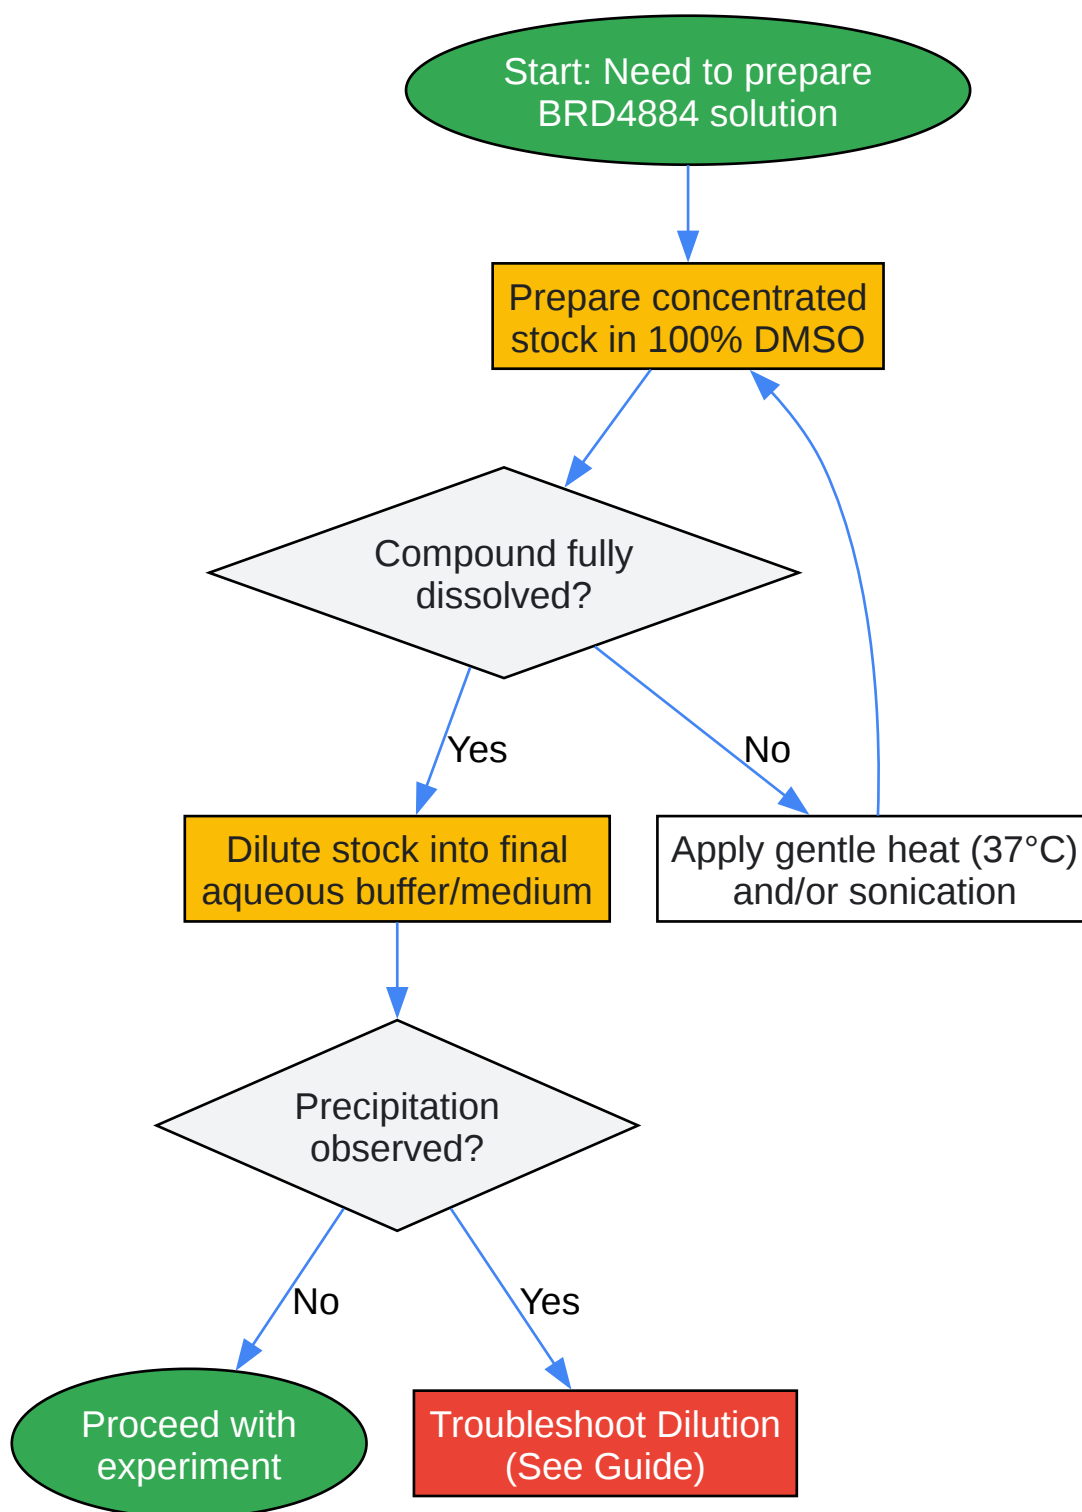 Start: Need to prepare
BRD4884 solution
Prepare concentrated
stock in 100% DMSO
Compound fully
dissolved?
Yes
No
Dilute stock into final
aqueous buffer/medium
Apply gentle heat (37°C)
and/or sonication
Precipitation
observed?
No
Yes
Proceed with
experiment
Troubleshoot Dilution
(See Guide)